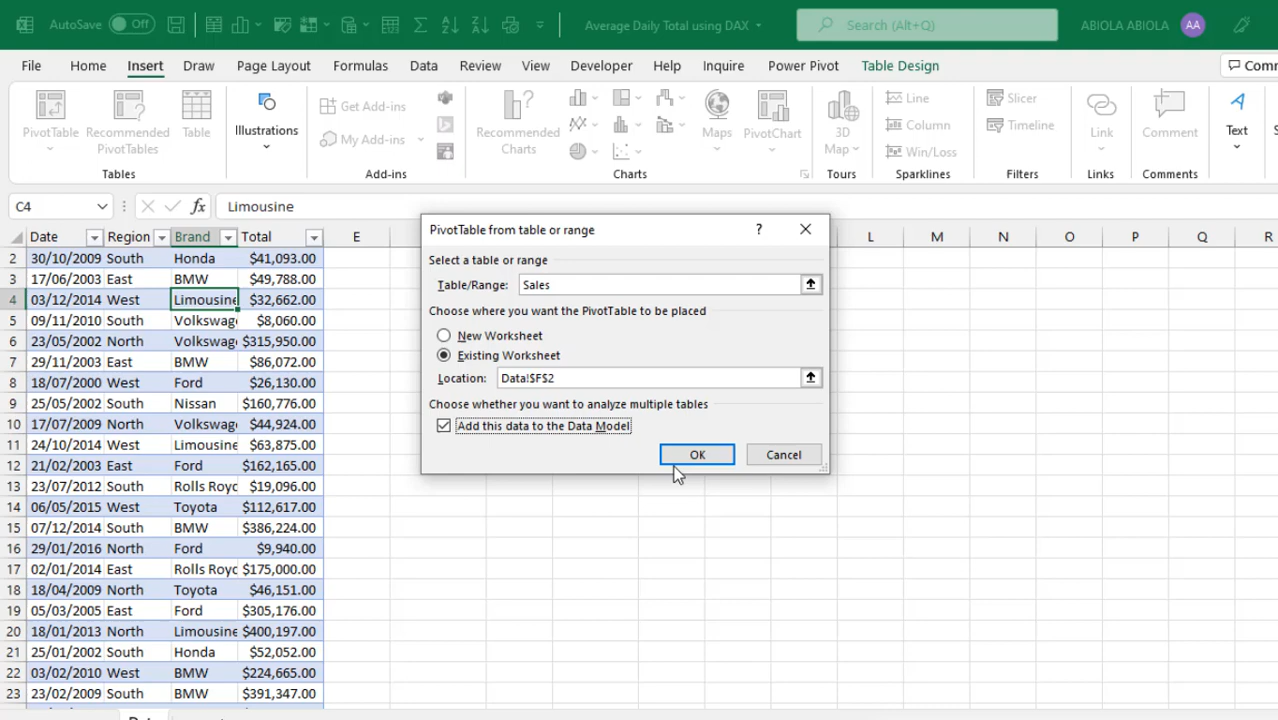 AutoSave Off Average Daily Total using DAX Search (Alt+Q) ABIOLA ABIOLA AA
File Home Insert Draw Page Layout Formulas Data Review View Developer Help Inquire Power Pivot Table Design
PivotTable Recommended PivotTables Table Illustrations Get Add-ins My Add-ins Recommended Charts Maps PivotChart 3D Map Line Column Win/Loss Slicer Timeline Link Comment Text
Tables Add-ins Charts Tours Sparklines Filters Links Comments
C4 fx Limousine
Date Region Brand Total E L M N O P Q R
2 30/10/2009 South Honda $41,093.00
3 17/06/2003 East BMW $49,788.00
4 03/12/2014 West Limousine $32,662.00
5 09/11/2010 South Volkswag $8,060.00
6 23/05/2002 North Volkswag $315,950.00
7 29/11/2003 East BMW $86,072.00
8 18/07/2000 West Ford $26,130.00
9 25/05/2002 South Nissan $160,776.00
10 17/07/2009 North Volkswag $44,924.00
11 24/10/2014 West Limousine $63,875.00
12 21/02/2003 East Ford $162,165.00
13 23/07/2012 South Rolls Royc $19,096.00
14 06/05/2015 West Toyota $112,617.00
15 07/12/2014 South BMW $386,224.00
16 29/01/2016 North Ford $9,940.00
17 02/01/2014 East Rolls Royc $175,000.00
18 18/04/2009 North Toyota $46,151.00
19 05/03/2005 East Ford $305,176.00
20 18/01/2013 North Limousine $400,197.00
21 25/01/2002 South Honda $52,052.00
22 03/02/2010 West BMW $224,665.00
23 23/02/2009 South BMW $391,347.00
PivotTable from table or range ?
Select a table or range
Table/Range: Sales
Choose where you want the PivotTable to be placed
New Worksheet
Existing Worksheet
Location: Data!$F$2
Choose whether you want to analyze multiple tables
Add this data to the Data Model
OK Cancel